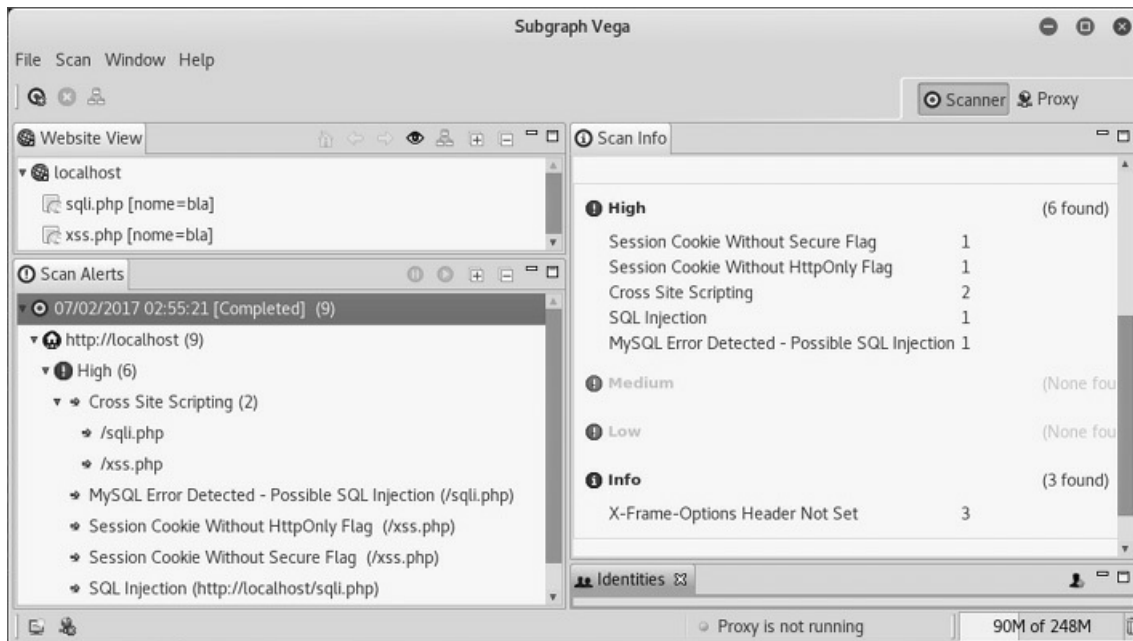 Subgraph Vega
File Scan Window Help
Scanner Proxy
Website View
localhost
sqli.php [nome=bla]
xss.php [nome=bla]
Scan Alerts
07/02/2017 02:55:21 [Completed] (9)
http://localhost (9)
High (6)
Cross Site Scripting (2)
/sqli.php
/xss.php
MySQL Error Detected - Possible SQL Injection (/sqli.php)
Session Cookie Without HttpOnly Flag (/xss.php)
Session Cookie Without Secure Flag (/xss.php)
SQL Injection (http://localhost/sqli.php)
Scan Info
High (6 found)
Session Cookie Without Secure Flag 1
Session Cookie Without HttpOnly Flag 1
Cross Site Scripting 2
SQL Injection 1
MySQL Error Detected - Possible SQL Injection 1
Medium (None fou
Low (None fou
Info (3 found)
X-Frame-Options Header Not Set 3
Identities
Proxy is not running 90M of 248M